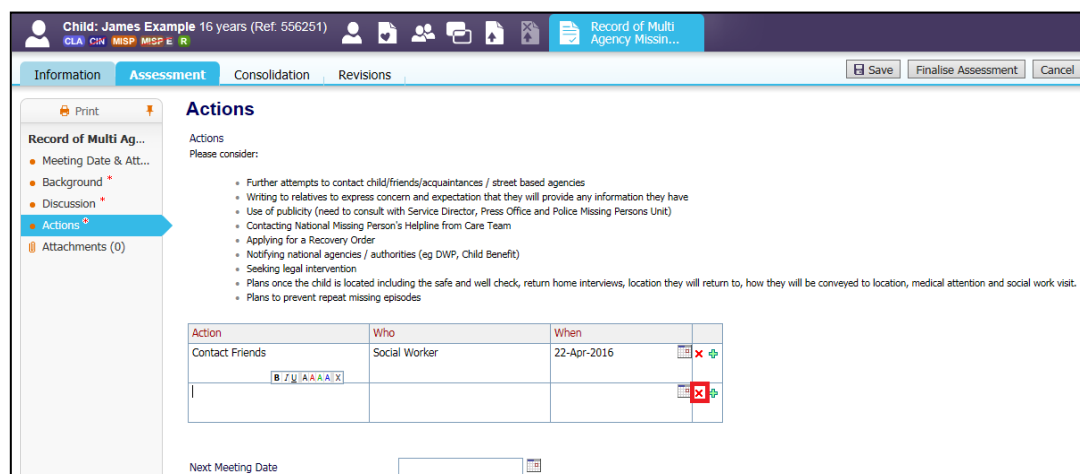 Child: James Example 16 years (Ref: 556251)
CLA CIN MISP MISP E R
Record of Multi
Agency Missin...
Information Assessment Consolidation Revisions
Save Finalise Assessment Cancel
Print
Record of Multi Ag...
Meeting Date & Att...
Background *
Discussion *
Actions *
Attachments (0)
Actions
Actions
Please consider:
Further attempts to contact child/friends/acquaintances / street based agencies
Writing to relatives to express concern and expectation that they will provide any information they have
Use of publicity (need to consult with Service Director, Press Office and Police Missing Persons Unit)
Contacting National Missing Person's Helpline from Care Team
Applying for a Recovery Order
Notifying national agencies / authorities (eg DWP, Child Benefit)
Seeking legal intervention
Plans once the child is located including the safe and well check, return home interviews, location they will return to, how they will be conveyed to location, medical attention and social work visit.
Plans to prevent repeat missing episodes
Action Who When
Contact Friends Social Worker 22-Apr-2016
B I U A A A A X
Next Meeting Date